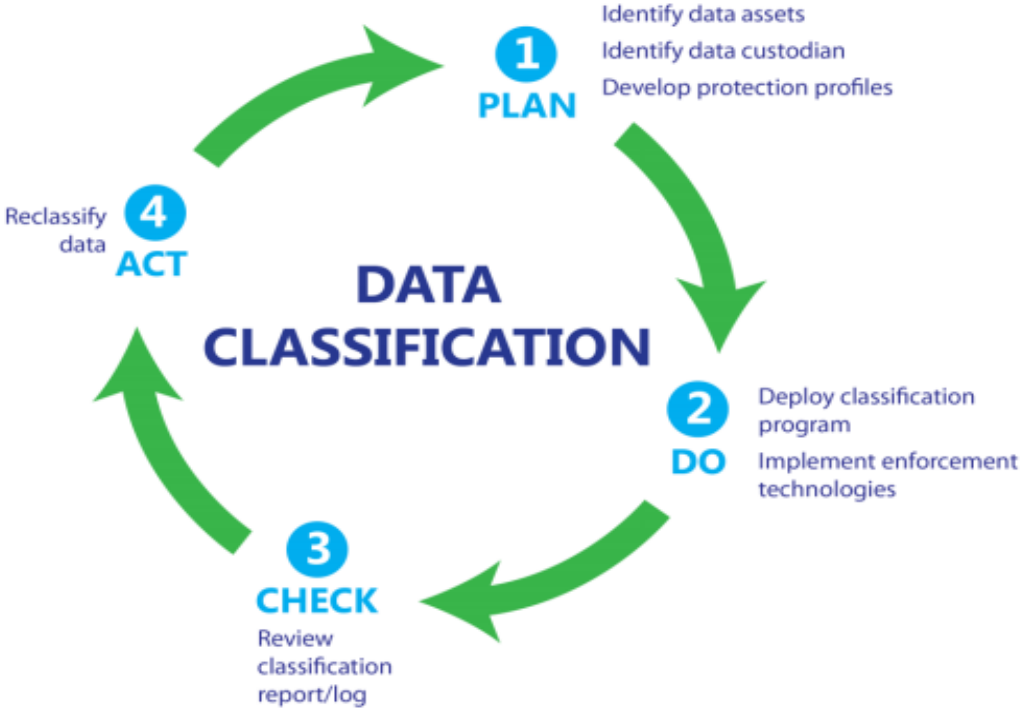 1
PLAN
Identify data assets
Identify data custodian
Develop protection profiles
2
DO
Deploy classification
program
Implement enforcement
technologies
3
CHECK
Review
classification
report/log
4
ACT
Reclassify
data
DATA
CLASSIFICATION